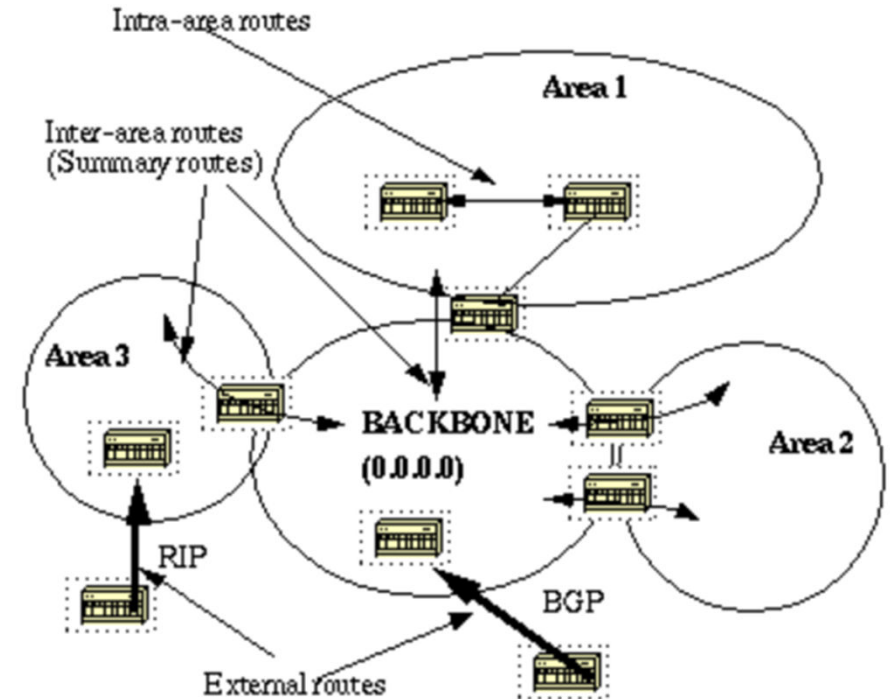 Intra-area routes
Area 1
Inter-area routes
(Summary routes)
Area 3
BACKBONE
(0.0.0.0)
Area 2
RIP
BGP
External routes